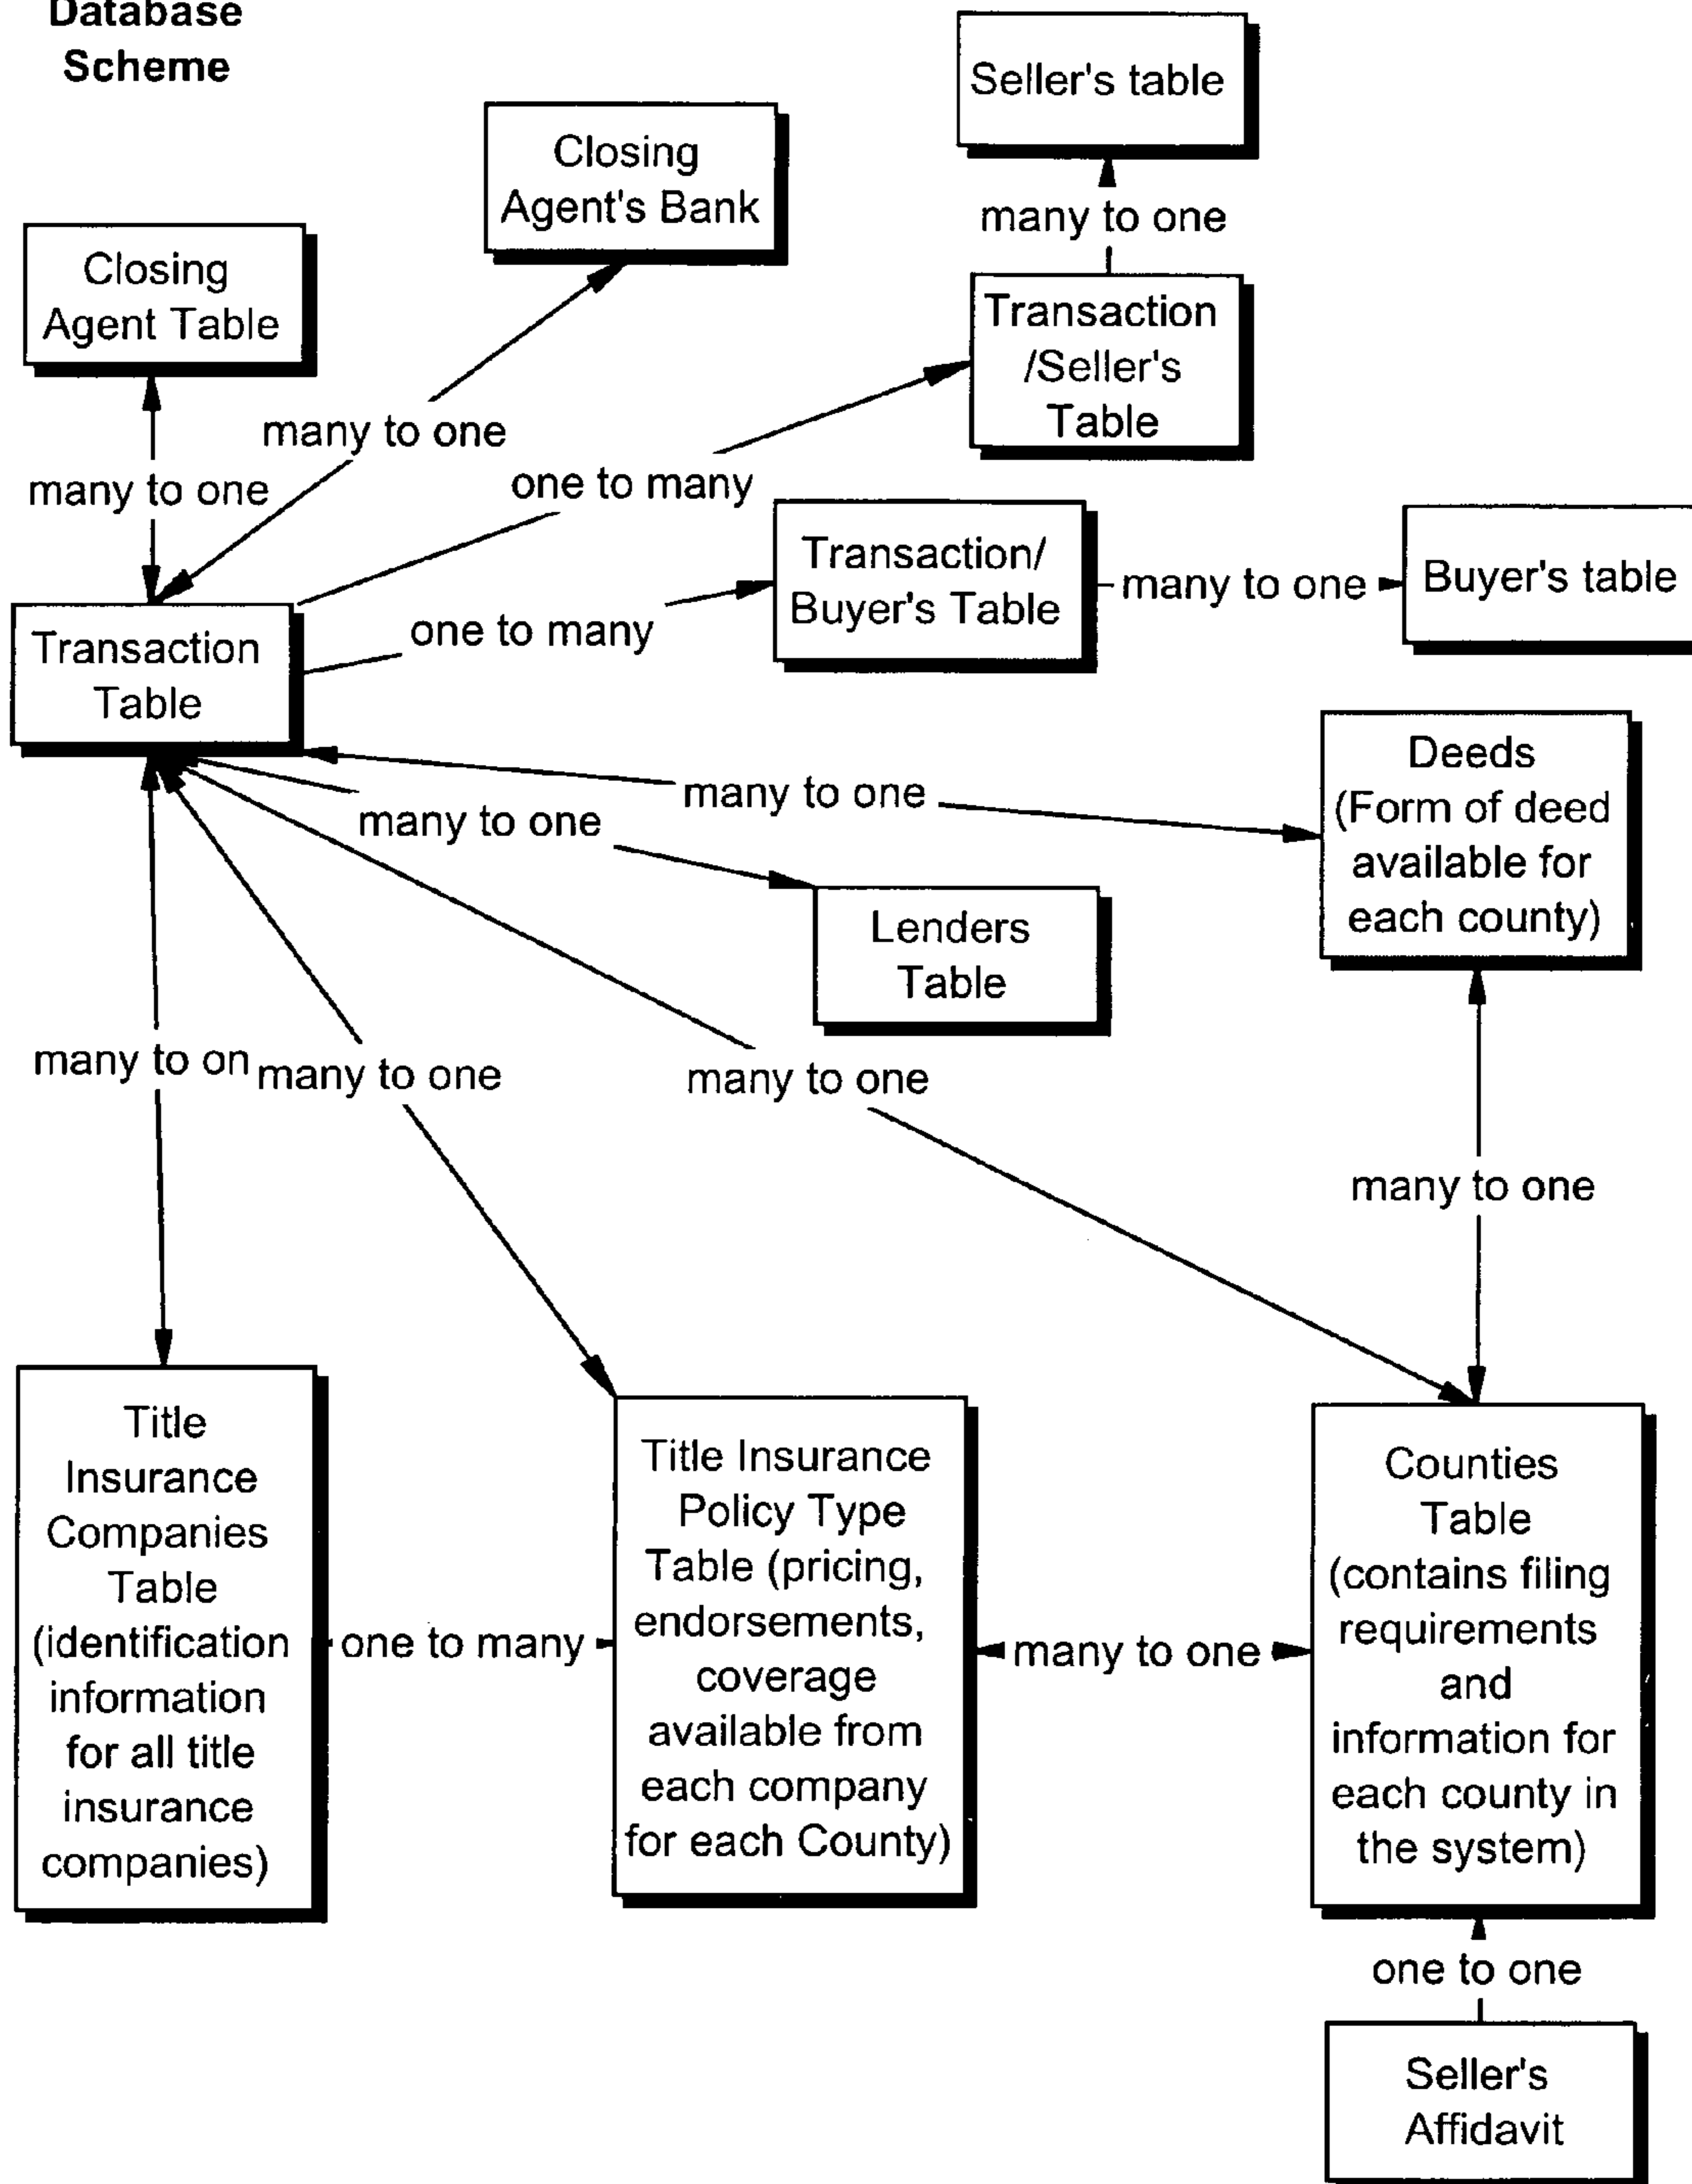 Database
Scheme
Seller's table
Closing
Agent's Bank
many to one
Closing
Agent Table
Transaction
/Seller's
Table
many to one
many to one
one to many
Transaction/
Buyer's Table
many to one
Buyer's table
one to many
Transaction
Table
Deeds
(Form of deed
available for
each county)
many to one
many to one
Lenders
Table
many to on
many to one
many to one
many to one
Title
Insurance
Companies
Table
(identification
information
for all title
insurance
companies)
one to many
Title Insurance
Policy Type
Table (pricing,
endorsements,
coverage
available from
each company
for each County)
many to one
Counties
Table
(contains filing
requirements
and
information for
each county in
the system)
one to one
Seller's
Affidavit